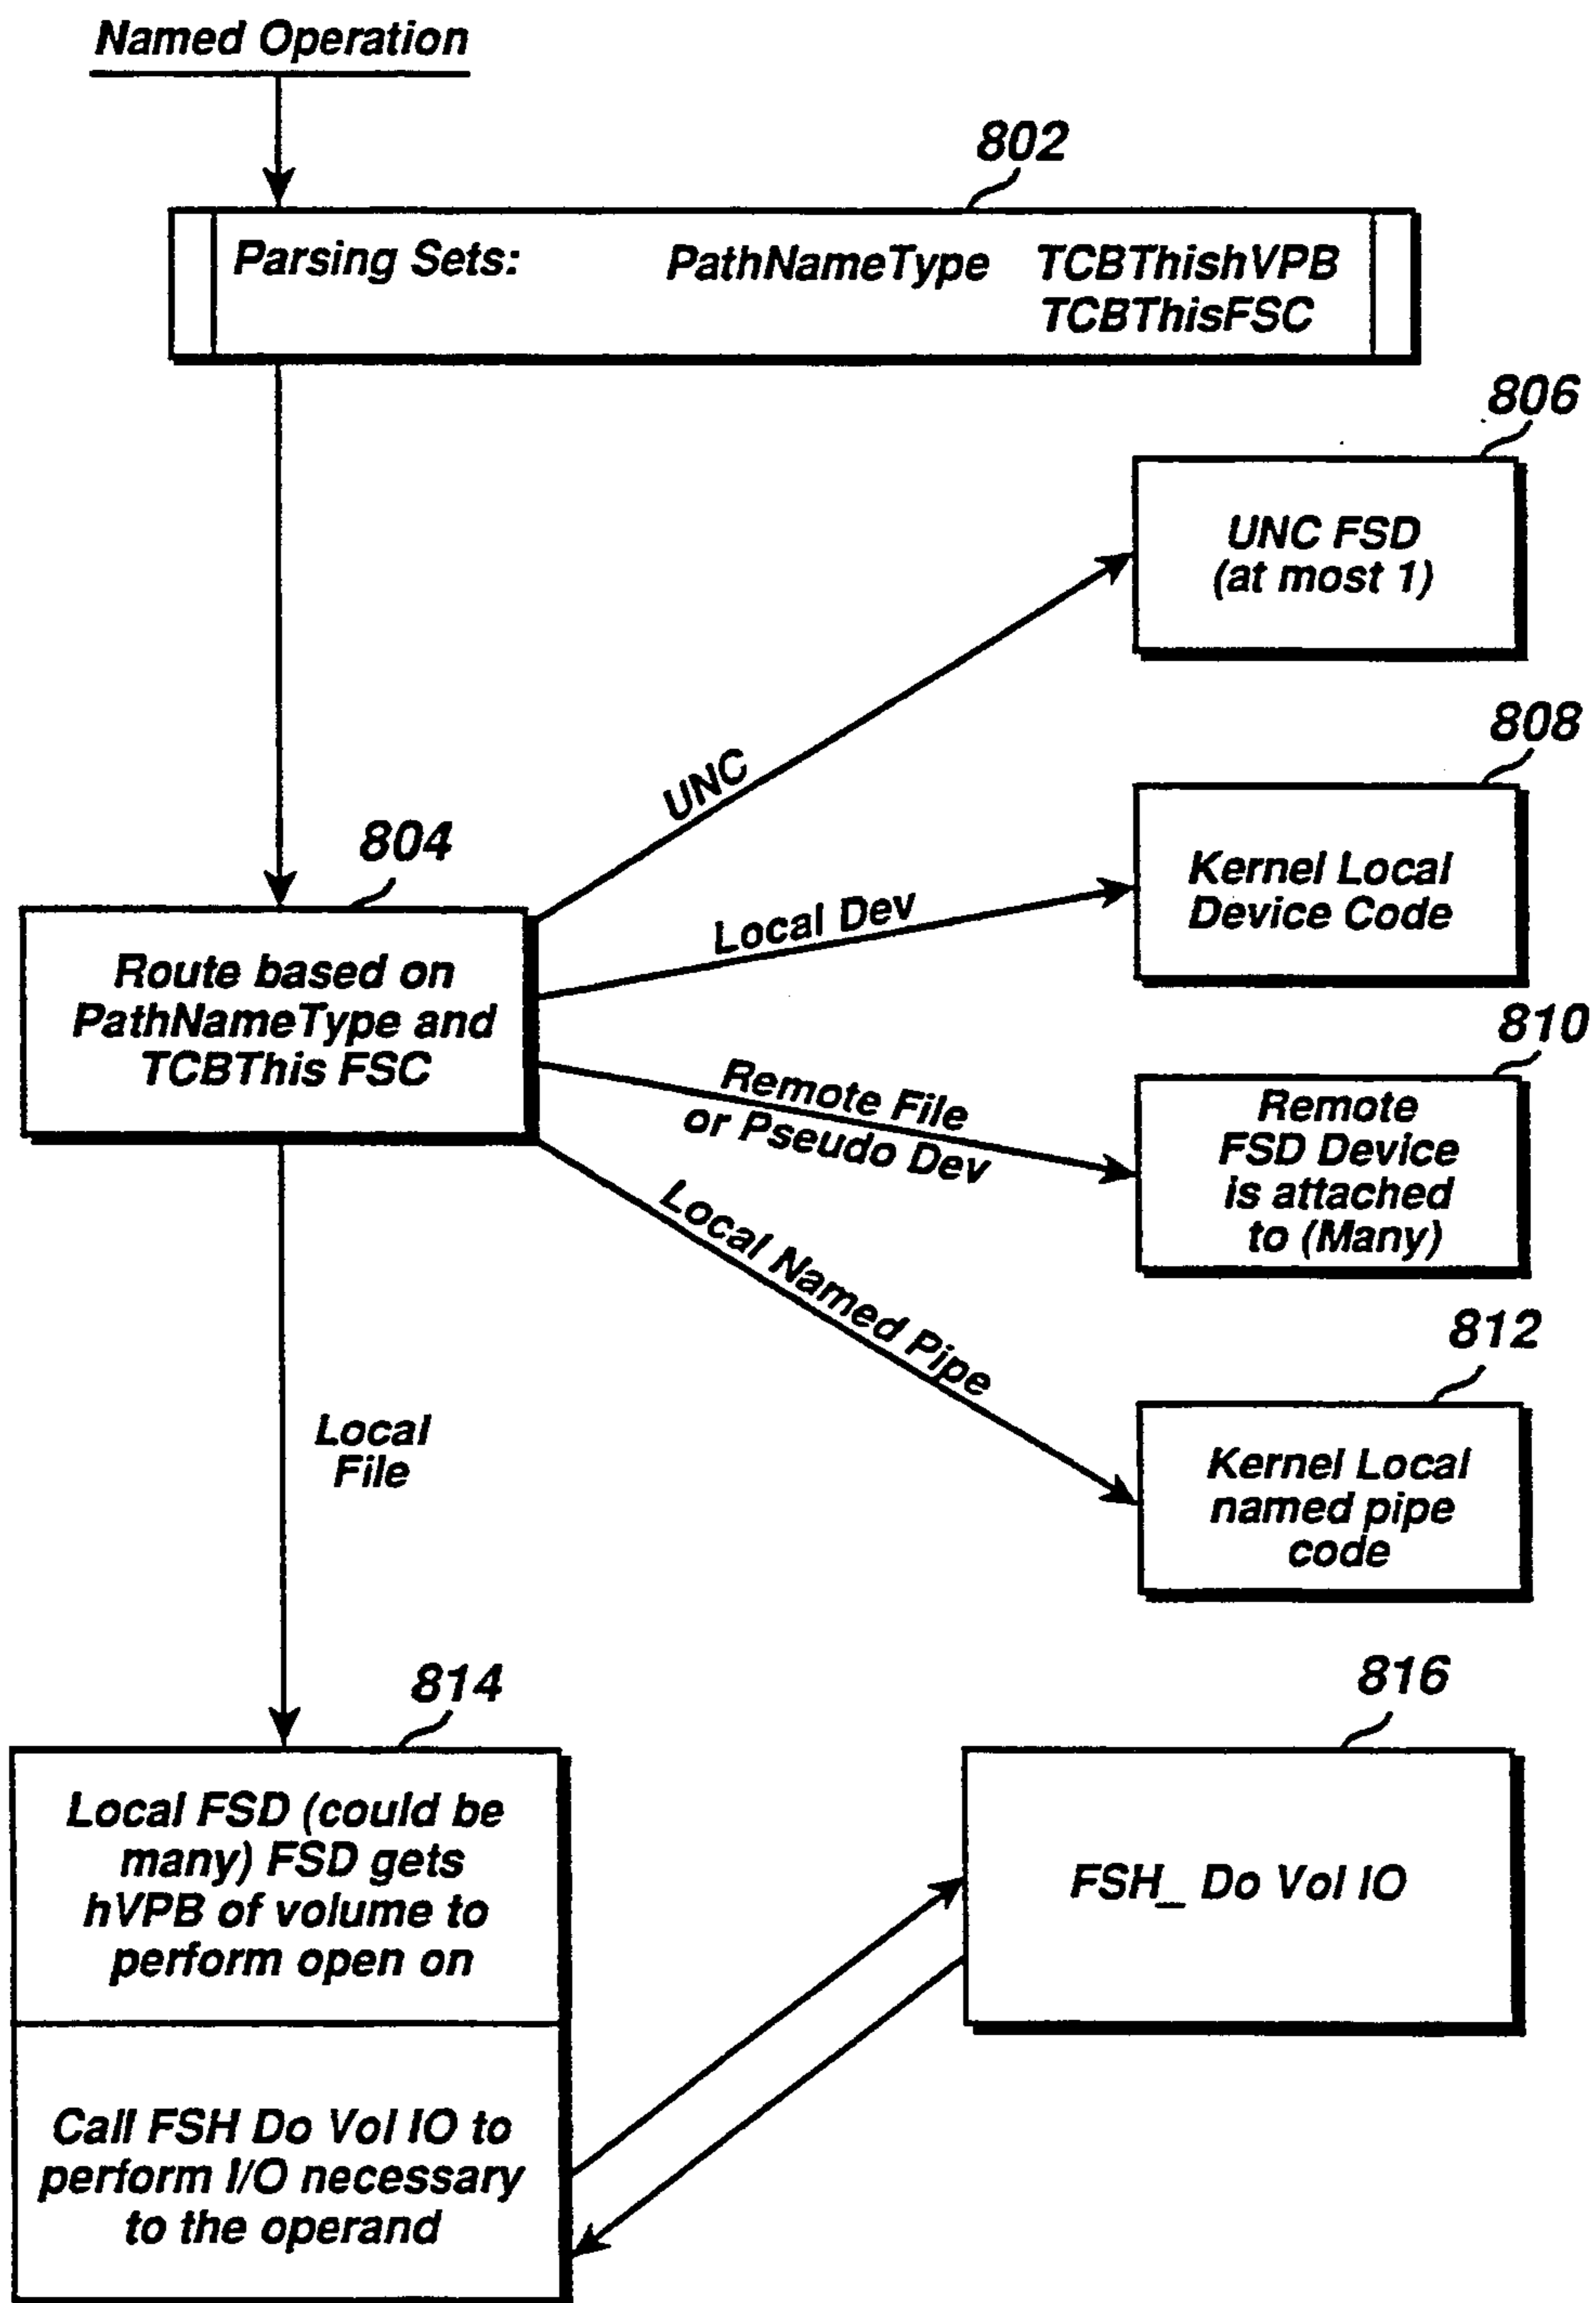 Named Operation
802
Parsing Sets: PathNameType TCBThishVPB
TCBThisFSC
806
UNC FSD
(at most 1)
UNC
808
Kernel Local
Device Code
804
Local Dev
Route based on
PathNameType and
TCBThis FSC
810
Remote File
or Pseudo Dev
Remote
FSD Device
is attached
to (Many)
Local Named Pipe
812
Kernel Local
named pipe
code
Local
File
814
Local FSD (could be
many) FSD gets
hVPB of volume to
perform open on
816
FSH_ Do Vol IO
Call FSH Do Vol IO to
perform I/O necessary
to the operand